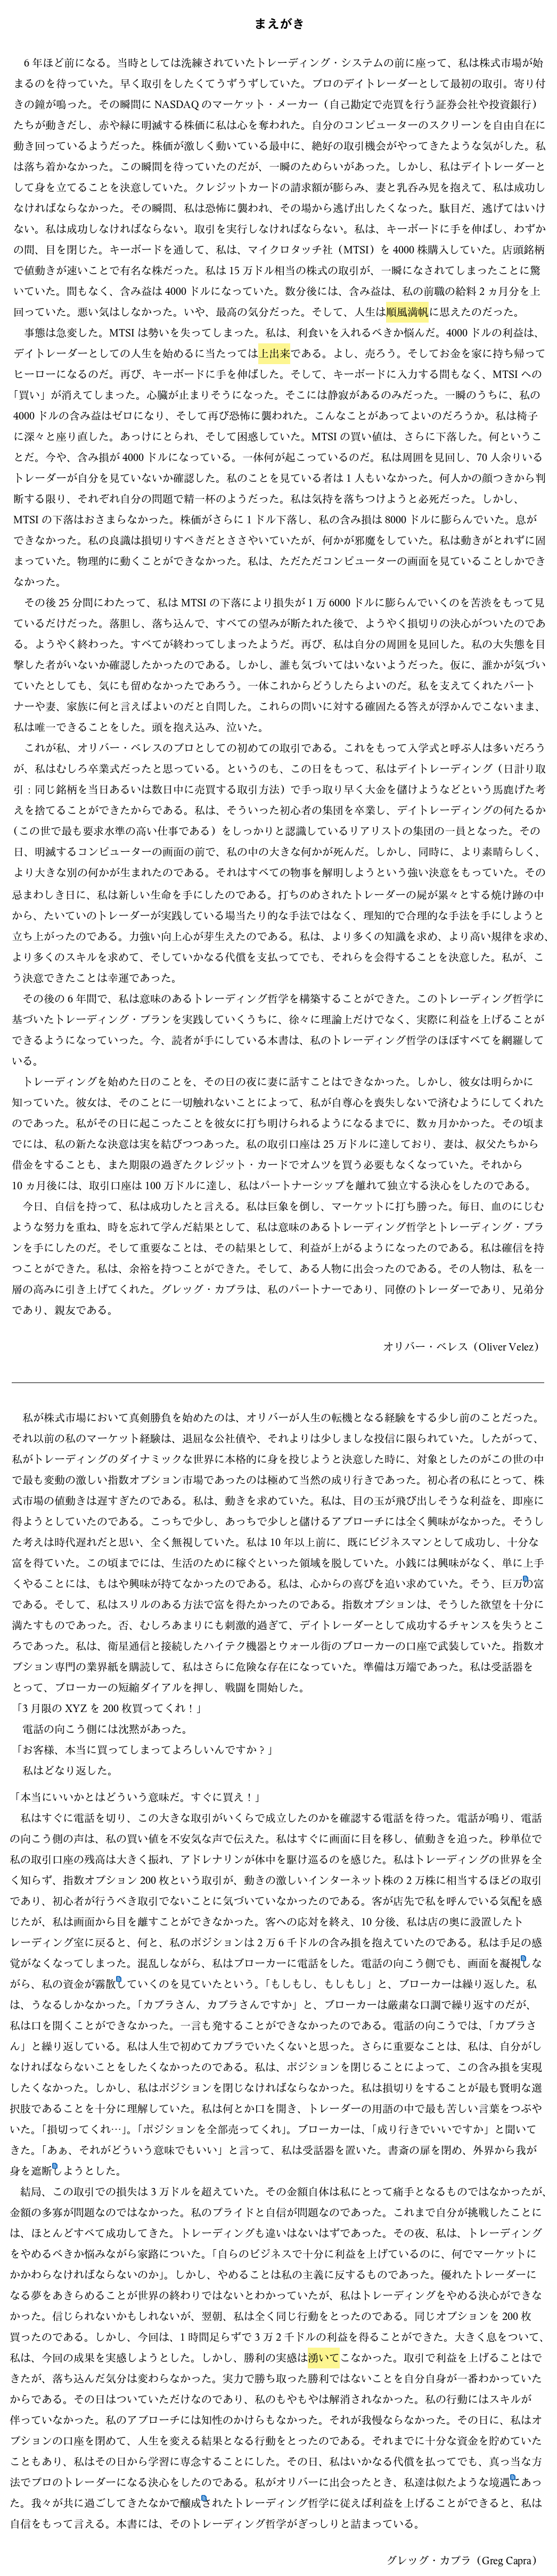 まえがき
6年ほど前になる。当時としては洗練されていたトレーディング・システムの前に座って、私は株式市場が始
まるのを待っていた。早く取引をしたくてうずうずしていた。プロのデイトレーダーとして最初の取引。寄り付
きの鐘が鳴った。その瞬間にNASDAQのマーケット・メーカー（自己勘定で売買を行う証券会社や投資銀行）
たちが動きだし、赤や緑に明滅する株価に私は心を奪われた。自分のコンピューターのスクリーンを自由自在に
動き回っているようだった。株価が激しく動いている最中に、絶好の取引機会がやってきたような気がした。私
は落ち着かなかった。この瞬間を待っていたのだが、一瞬のためらいがあった。しかし、私はデイトレーダーと
して身を立てることを決意していた。クレジットカードの請求額が膨らみ、妻と乳呑み児を抱えて、私は成功し
なければならなかった。その瞬間、私は恐怖に襲われ、その場から逃げ出したくなった。駄目だ、逃げてはいけ
ない。私は成功しなければならない。取引を実行しなければならない。私は、キーボードに手を伸ばし、わずか
の間、目を閉じた。キーボードを通して、私は、マイクロタッチ社（MTSI）を4000株購入していた。店頭銘柄
で値動きが速いことで有名な株だった。私は15万ドル相当の株式の取引が、一瞬になされてしまったことに驚
いていた。間もなく、含み益は4000ドルになっていた。数分後には、含み益は、私の前職の給料2ヵ月分を上
回っていた。悪い気はしなかった。いや、最高の気分だった。そして、人生は順風満帆に思えたのだった。
事態は急変した。MTSIは勢いを失ってしまった。私は、利食いを入れるべきか悩んだ。4000ドルの利益は、
デイトレーダーとしての人生を始めるに当たっては上出来である。よし、売ろう。そしてお金を家に持ち帰って
ヒーローになるのだ。再び、キーボードに手を伸ばした。そして、キーボードに入力する間もなく、MTSIへの
「買い」が消えてしまった。心臓が止まりそうになった。そこには静寂があるのみだった。一瞬のうちに、私の
4000ドルの含み益はゼロになり、そして再び恐怖に襲われた。こんなことがあってよいのだろうか。私は椅子
に深々と座り直した。あっけにとられ、そして困惑していた。MTSIの買い値は、さらに下落した。何というこ
とだ。今や、含み損が4000ドルになっている。一体何が起こっているのだ。私は周囲を見回し、70人余りいる
トレーダーが自分を見ていないか確認した。私のことを見ている者は1人もいなかった。何人かの顔つきから判
断する限り、それぞれ自分の問題で精一杯のようだった。私は気持を落ちつけようと必死だった。しかし、
MTSIの下落はおさまらなかった。株価がさらに1ドル下落し、私の含み損は8000ドルに膨らんでいた。息が
できなかった。私の良識は損切りすべきだとささやいていたが、何かが邪魔をしていた。私は動きがとれずに固
まっていた。物理的に動くことができなかった。私は、ただただコンピューターの画面を見ていることしかでき
なかった。
その後25分間にわたって、私はMTSIの下落により損失が1万6000ドルに膨らんでいくのを苦渋をもって見
ているだけだった。落胆し、落ち込んで、すべての望みが断たれた後で、ようやく損切りの決心がついたのであ
る。ようやく終わった。すべてが終わってしまったようだ。再び、私は自分の周囲を見回した。私の大失態を目
撃した者がいないか確認したかったのである。しかし、誰も気づいてはいないようだった。仮に、誰かが気づい
ていたとしても、気にも留めなかったであろう。一体これからどうしたらよいのだ。私を支えてくれたパート
ナーや妻、家族に何と言えばよいのだと自問した。これらの問いに対する確固たる答えが浮かんでこないまま、
私は唯一できることをした。頭を抱え込み、泣いた。
これが私、オリバー・ベレスのプロとしての初めての取引である。これをもって入学式と呼ぶ人は多いだろう
が、私はむしろ卒業式だったと思っている。というのも、この日をもって、私はデイトレーディング（日計り取
引：同じ銘柄を当日あるいは数日中に売買する取引方法）で手っ取り早く大金を儲けようなどという馬鹿げた考
えを捨てることができたからである。私は、そういった初心者の集団を卒業し、デイトレーディングの何たるか
（この世で最も要求水準の高い仕事である）をしっかりと認識しているリアリストの集団の一員となった。その
日、明滅するコンピューターの画面の前で、私の中の大きな何かが死んだ。しかし、同時に、より素晴らしく、
より大きな別の何かが生まれたのである。それはすべての物事を解明しようという強い決意をもっていた。その
忌まわしき日に、私は新しい生命を手にしたのである。打ちのめされたトレーダーの屍が累々とする焼け跡の中
から、たいていのトレーダーが実践している場当たり的な手法ではなく、理知的で合理的な手法を手にしようと
立ち上がったのである。力強い向上心が芽生えたのである。私は、より多くの知識を求め、より高い規律を求め、
より多くのスキルを求めて、そしていかなる代償を支払ってでも、それらを会得することを決意した。私が、こ
う決意できたことは幸運であった。
その後の6年間で、私は意味のあるトレーディング哲学を構築することができた。このトレーディング哲学に
基づいたトレーディング・プランを実践していくうちに、徐々に理論上だけでなく、実際に利益を上げることが
できるようになっていった。今、読者が手にしている本書は、私のトレーディング哲学のほぼすべてを網羅して
いる。
トレーディングを始めた日のことを、その日の夜に妻に話すことはできなかった。しかし、彼女は明らかに
知っていた。彼女は、そのことに一切触れないことによって、私が自尊心を喪失しないで済むようにしてくれた
のであった。私がその日に起こったことを彼女に打ち明けられるようになるまでに、数ヵ月かかった。その頃ま
でには、私の新たな決意は実を結びつつあった。私の取引口座は25万ドルに達しており、妻は、叔父たちから
借金をすることも、また期限の過ぎたクレジット・カードでオムツを買う必要もなくなっていた。それから
10ヵ月後には、取引口座は100万ドルに達し、私はパートナーシップを離れて独立する決心をしたのである。
今日、自信を持って、私は成功したと言える。私は巨象を倒し、マーケットに打ち勝った。毎日、血のにじむ
ような努力を重ね、時を忘れて学んだ結果として、私は意味のあるトレーディング哲学とトレーディング・プラ
ンを手にしたのだ。そして重要なことは、その結果として、利益が上がるようになったのである。私は確信を持
つことができた。私は、余裕を持つことができた。そして、ある人物に出会ったのである。その人物は、私を一
層の高みに引き上げてくれた。グレッグ・カプラは、私のパートナーであり、同僚のトレーダーであり、兄弟分
であり、親友である。
オリバー・ベレス（Oliver Velez）
私が株式市場において真剣勝負を始めたのは、オリバーが人生の転機となる経験をする少し前のことだった。
それ以前の私のマーケット経験は、退屈な公社債や、それよりは少しましな投信に限られていた。したがって、
私がトレーディングのダイナミックな世界に本格的に身を投じようと決意した時に、対象としたのがこの世の中
で最も変動の激しい指数オプション市場であったのは極めて当然の成り行きであった。初心者の私にとって、株
式市場の値動きは遅すぎたのである。私は、動きを求めていた。私は、目の玉が飛び出しそうな利益を、即座に
得ようとしていたのである。こっちで少し、あっちで少しと儲けるアプローチには全く興味がなかった。そうし
た考えは時代遅れだと思い、全く無視していた。私は10年以上前に、既にビジネスマンとして成功し、十分な
富を得ていた。この頃までには、生活のために稼ぐといった領域を脱していた。小銭には興味がなく、単に上手
くやることには、もはや興味が持てなかったのである。私は、心からの喜びを追い求めていた。そう、巨万の富
である。そして、私はスリルのある方法で富を得たかったのである。指数オプションは、そうした欲望を十分に
満たすものであった。否、むしろあまりにも刺激的過ぎて、デイトレーダーとして成功するチャンスを失うとこ
ろであった。私は、衛星通信と接続したハイテク機器とウォール街のブローカーの口座で武装していた。指数オ
プション専門の業界紙を購読して、私はさらに危険な存在になっていた。準備は万端であった。私は受話器を
とって、ブローカーの短縮ダイアルを押し、戦闘を開始した。
「3月限のXYZを200枚買ってくれ！」
電話の向こう側には沈黙があった。
「お客様、本当に買ってしまってよろしいんですか？」
私はどなり返した。
「本当にいいかとはどういう意味だ。すぐに買え！」
私はすぐに電話を切り、この大きな取引がいくらで成立したのかを確認する電話を待った。電話が鳴り、電話
の向こう側の声は、私の買い値を不安気な声で伝えた。私はすぐに画面に目を移し、値動きを追った。秒単位で
私の取引口座の残高は大きく振れ、アドレナリンが体中を駆け巡るのを感じた。私はトレーディングの世界を全
く知らず、指数オプション200枚という取引が、動きの激しいインターネット株の2万株に相当するほどの取引
であり、初心者が行うべき取引でないことに気づいていなかったのである。客が店先で私を呼んでいる気配を感
じたが、私は画面から目を離すことができなかった。客への応対を終え、10分後、私は店の奥に設置したト
レーディング室に戻ると、何と、私のポジションは2万6千ドルの含み損を抱えていたのである。私は手足の感
覚がなくなってしまった。混乱しながら、私はブローカーに電話をした。電話の向こう側でも、画面を凝視しな
がら、私の資金が霧散していくのを見ていたという。「もしもし、もしもし」と、ブローカーは繰り返した。私
は、うなるしかなかった。「カプラさん、カプラさんですか」と、ブローカーは厳粛な口調で繰り返すのだが、
私は口を開くことができなかった。一言も発することができなかったのである。電話の向こうでは、「カプラさ
ん」と繰り返している。私は人生で初めてカプラでいたくないと思った。さらに重要なことは、私は、自分がし
なければならないことをしたくなかったのである。私は、ポジションを閉じることによって、この含み損を実現
したくなかった。しかし、私はポジションを閉じなければならなかった。私は損切りをすることが最も賢明な選
択肢であることを十分に理解していた。私は何とか口を開き、トレーダーの用語の中で最も苦しい言葉をつぶや
いた。「損切ってくれ…」。「ポジションを全部売ってくれ」。ブローカーは、「成り行きでいいですか」と聞いて
きた。「あぁ、それがどういう意味でもいい」と言って、私は受話器を置いた。書斎の扉を閉め、外界から我が
身を遮断しようとした。
結局、この取引での損失は3万ドルを超えていた。その金額自体は私にとって痛手となるものではなかったが、
金額の多寡が問題なのではなかった。私のプライドと自信が問題なのであった。これまで自分が挑戦したことに
は、ほとんどすべて成功してきた。トレーディングも違いはないはずであった。その夜、私は、トレーディング
をやめるべきか悩みながら家路についた。「自らのビジネスで十分に利益を上げているのに、何でマーケットに
かかわらなければならないのか」。しかし、やめることは私の主義に反するものであった。優れたトレーダーに
なる夢をあきらめることが世界の終わりではないとわかっていたが、私はトレーディングをやめる決心ができな
かった。信じられないかもしれないが、翌朝、私は全く同じ行動をとったのである。同じオプションを200枚
買ったのである。しかし、今回は、1時間足らずで3万2千ドルの利益を得ることができた。大きく息をついて、
私は、今回の成果を実感しようとした。しかし、勝利の実感は湧いてこなかった。取引で利益を上げることはで
きたが、落ち込んだ気分は変わらなかった。実力で勝ち取った勝利ではないことを自分自身が一番わかっていた
からである。その日はついていただけなのであり、私のもやもやは解消されなかった。私の行動にはスキルが
伴っていなかった。私のアプローチには知性のかけらもなかった。それが我慢ならなかった。その日に、私はオ
プションの口座を閉めて、人生を変える結果となる行動をとったのである。それまでに十分な資金を貯めていた
こともあり、私はその日から学習に専念することにした。その日、私はいかなる代償を払ってでも、真っ当な方
法でプロのトレーダーになる決心をしたのである。私がオリバーに出会ったとき、私達は似たような境遇にあっ
た。我々が共に過ごしてきたなかで醸成されたトレーディング哲学に従えば利益を上げることができると、私は
自信をもって言える。本書には、そのトレーディング哲学がぎっしりと詰まっている。
グレッグ・カプラ（Greg Capra）